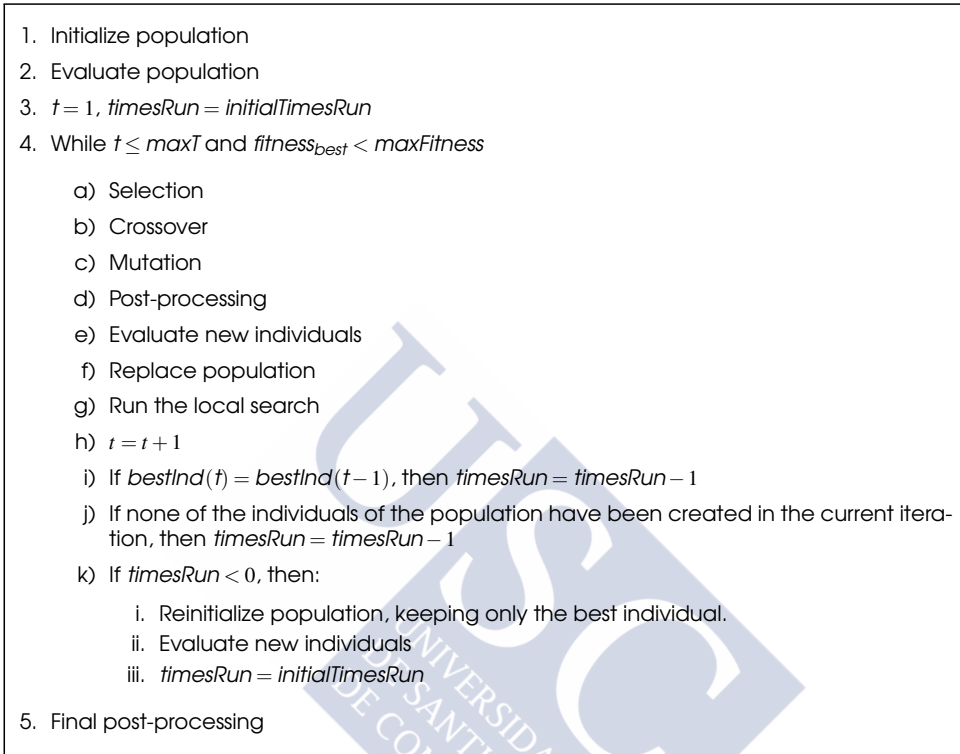 1. Initialize population
2. Evaluate population
3. t = 1, timesRun = initialTimesRun
4. While t ≤ maxT and fitness_best < maxFitness
a) Selection
b) Crossover
c) Mutation
d) Post-processing
e) Evaluate new individuals
f) Replace population
g) Run the local search
h) t = t + 1
i) If bestInd(t) = bestInd(t−1), then timesRun = timesRun − 1
j) If none of the individuals of the population have been created in the current itera-
tion, then timesRun = timesRun − 1
k) If timesRun < 0, then:
i. Reinitialize population, keeping only the best individual.
ii. Evaluate new individuals
iii. timesRun = initialTimesRun
5. Final post-processing
USC